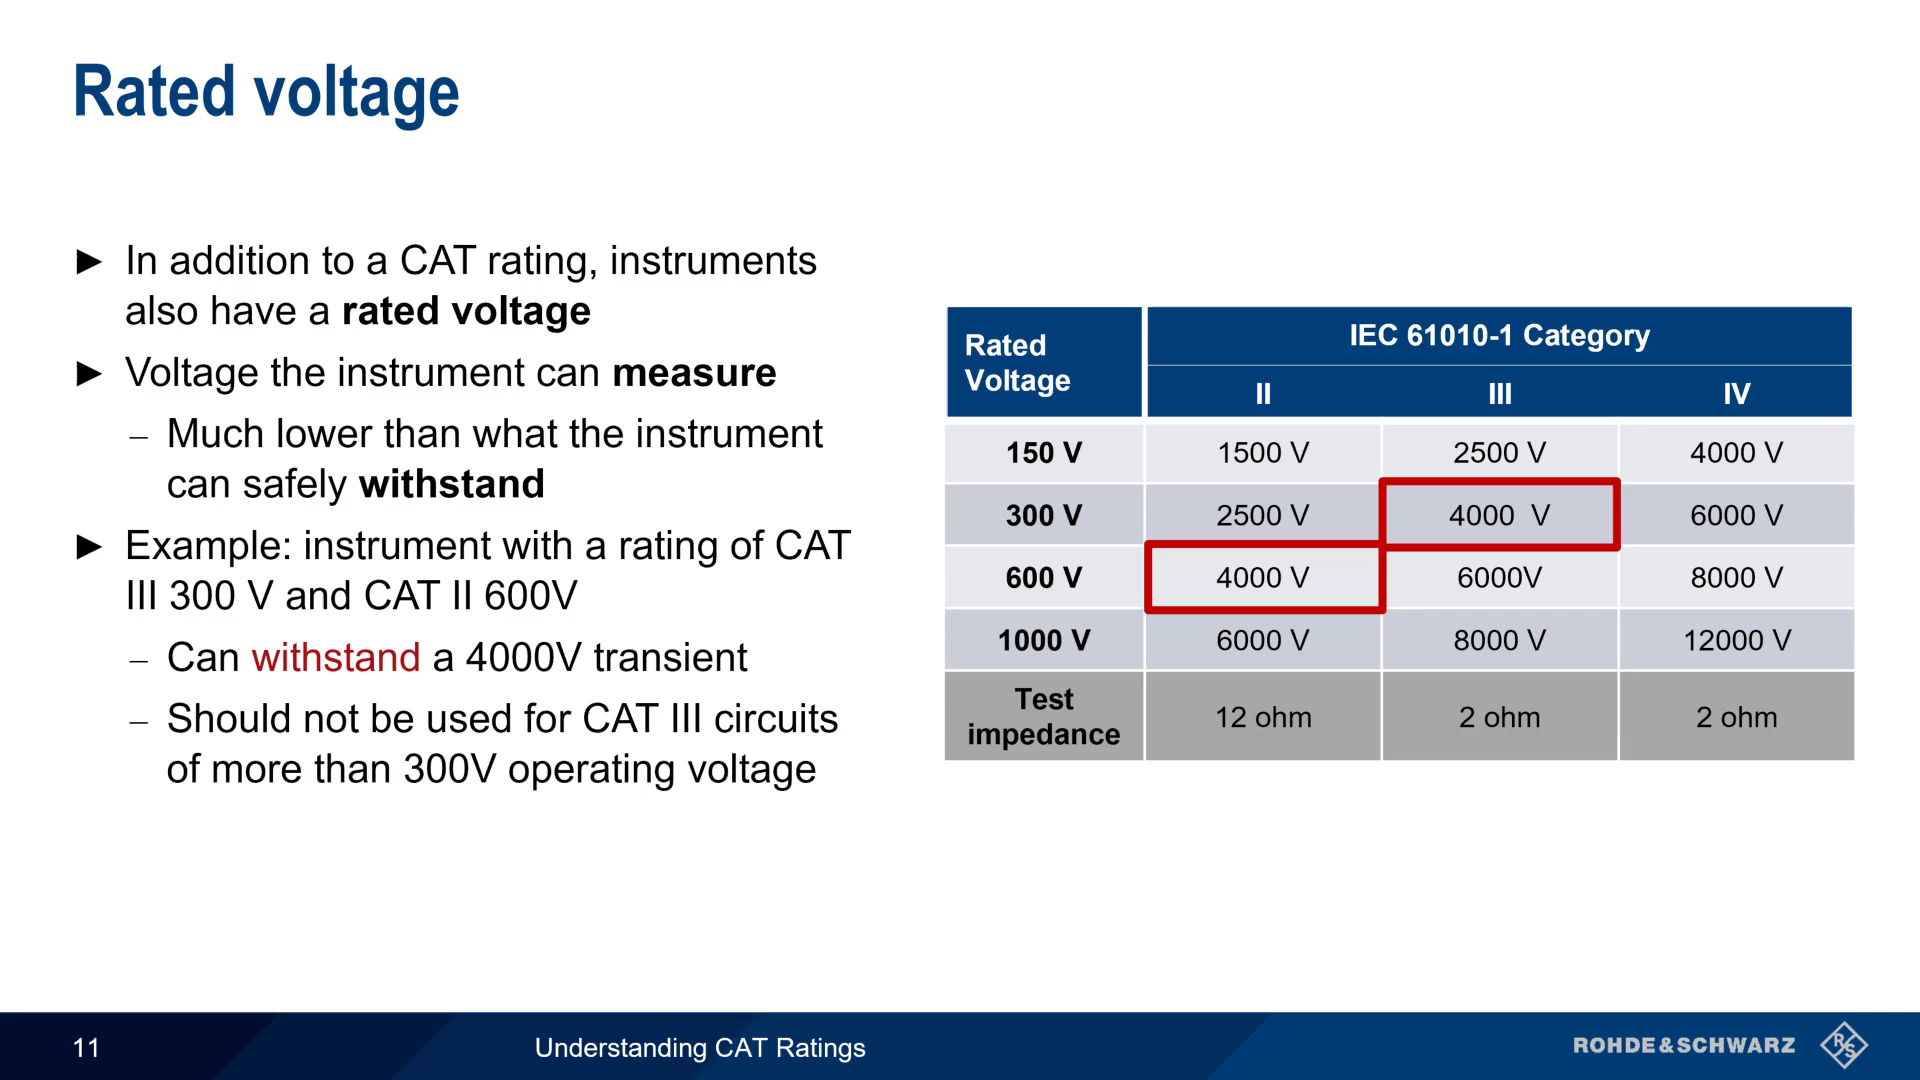 Rated voltage
► In addition to a CAT rating, instruments
also have a rated voltage
► Voltage the instrument can measure
– Much lower than what the instrument
can safely withstand
► Example: instrument with a rating of CAT
III 300 V and CAT II 600V
– Can withstand a 4000V transient
– Should not be used for CAT III circuits
of more than 300V operating voltage
Rated
Voltage
IEC 61010-1 Category
II III IV
150 V 1500 V 2500 V 4000 V
300 V 2500 V 4000  V 6000 V
600 V 4000 V 6000V 8000 V
1000 V 6000 V 8000 V 12000 V
Test
impedance
12 ohm 2 ohm 2 ohm
11
Understanding CAT Ratings
ROHDE&SCHWARZ
R&S